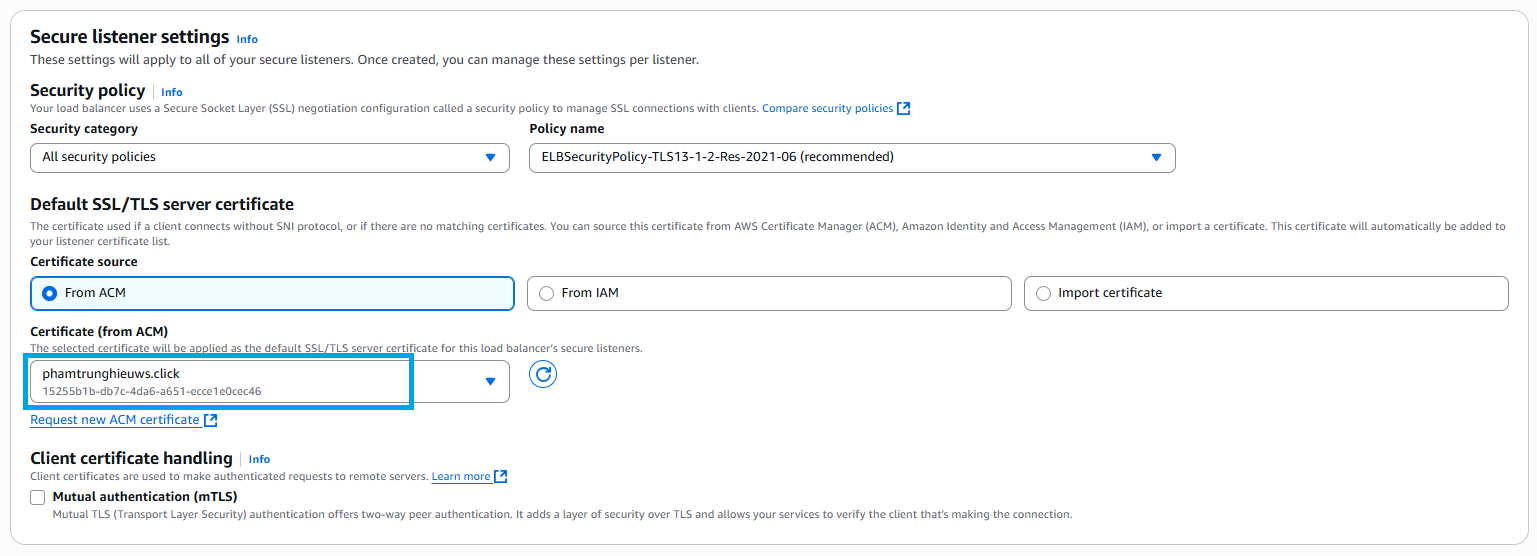 Secure listener settings Info
These settings will apply to all of your secure listeners. Once created, you can manage these settings per listener.
Security policy Info
Your load balancer uses a Secure Socket Layer (SSL) negotiation configuration called a security policy to manage SSL connections with clients. Compare security policies
Security category
Policy name
All security policies
ELBSecurityPolicy-TLS13-1-2-Res-2021-06 (recommended)
Default SSL/TLS server certificate
The certificate used if a client connects without SNI protocol, or if there are no matching certificates. You can source this certificate from AWS Certificate Manager (ACM), Amazon Identity and Access Management (IAM), or import a certificate. This certificate will automatically be added to
your listener certificate list.
Certificate source
From ACM
From IAM
Import certificate
Certificate (from ACM)
The selected certificate will be applied as the default SSL/TLS server certificate for this load balancer's secure listeners.
phamtrunghieuws.click
15255b1b-db7c-4da6-a651-ecce1e0cec46
Request new ACM certificate
Client certificate handling Info
Client certificates are used to make authenticated requests to remote servers. Learn more
Mutual authentication (mTLS)
Mutual TLS (Transport Layer Security) authentication offers two-way peer authentication. It adds a layer of security over TLS and allows your services to verify the client that's making the connection.